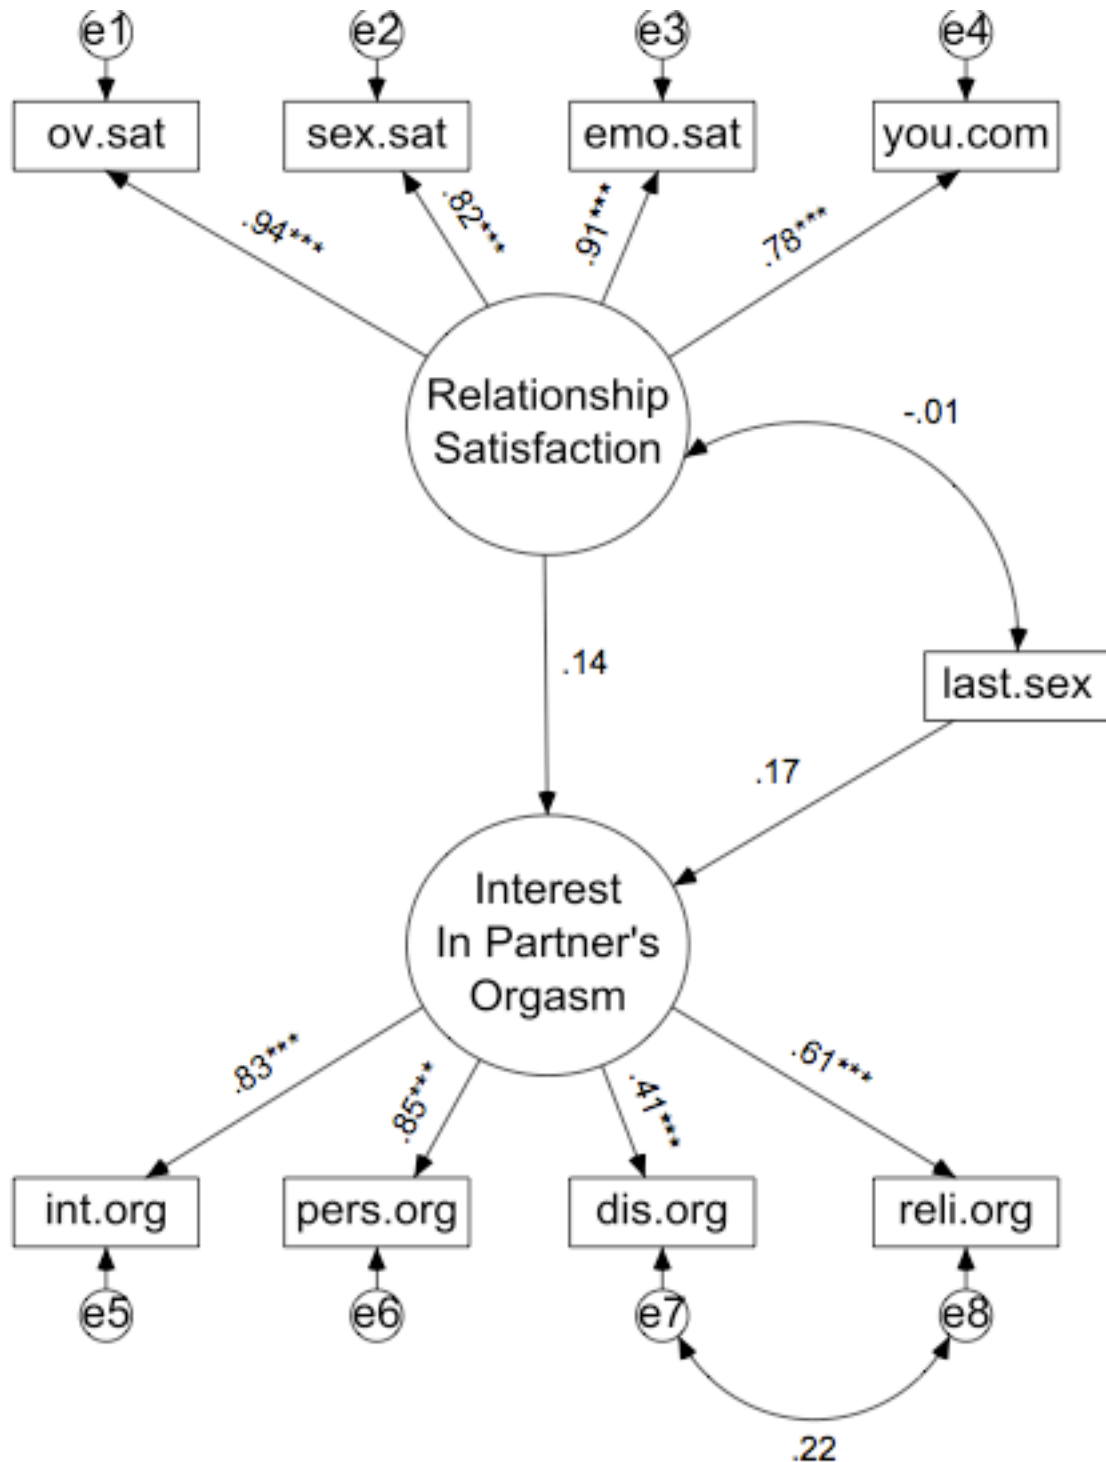 e1 e2 e3 e4
ov.sat sex.sat emo.sat you.com
.94*** .82*** .91*** .78***
Relationship
Satisfaction
-.01
.14
last.sex
.17
Interest
In Partner's
Orgasm
.83*** .85*** .41*** .61***
int.org pers.org dis.org reli.org
e5 e6 e7 e8
.22